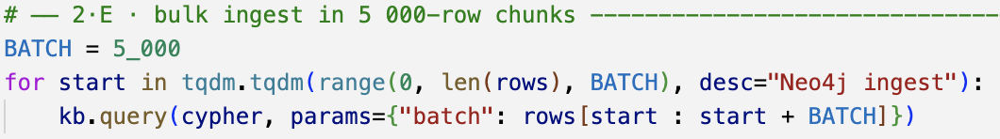 # —– 2·E · bulk ingest in 5 000-row chunks ––––––––––––––––––––––––––––––
BATCH = 5_000
for start in tqdm.tqdm(range(0, len(rows), BATCH), desc="Neo4j ingest"):
    kb.query(cypher, params={"batch": rows[start : start + BATCH]})